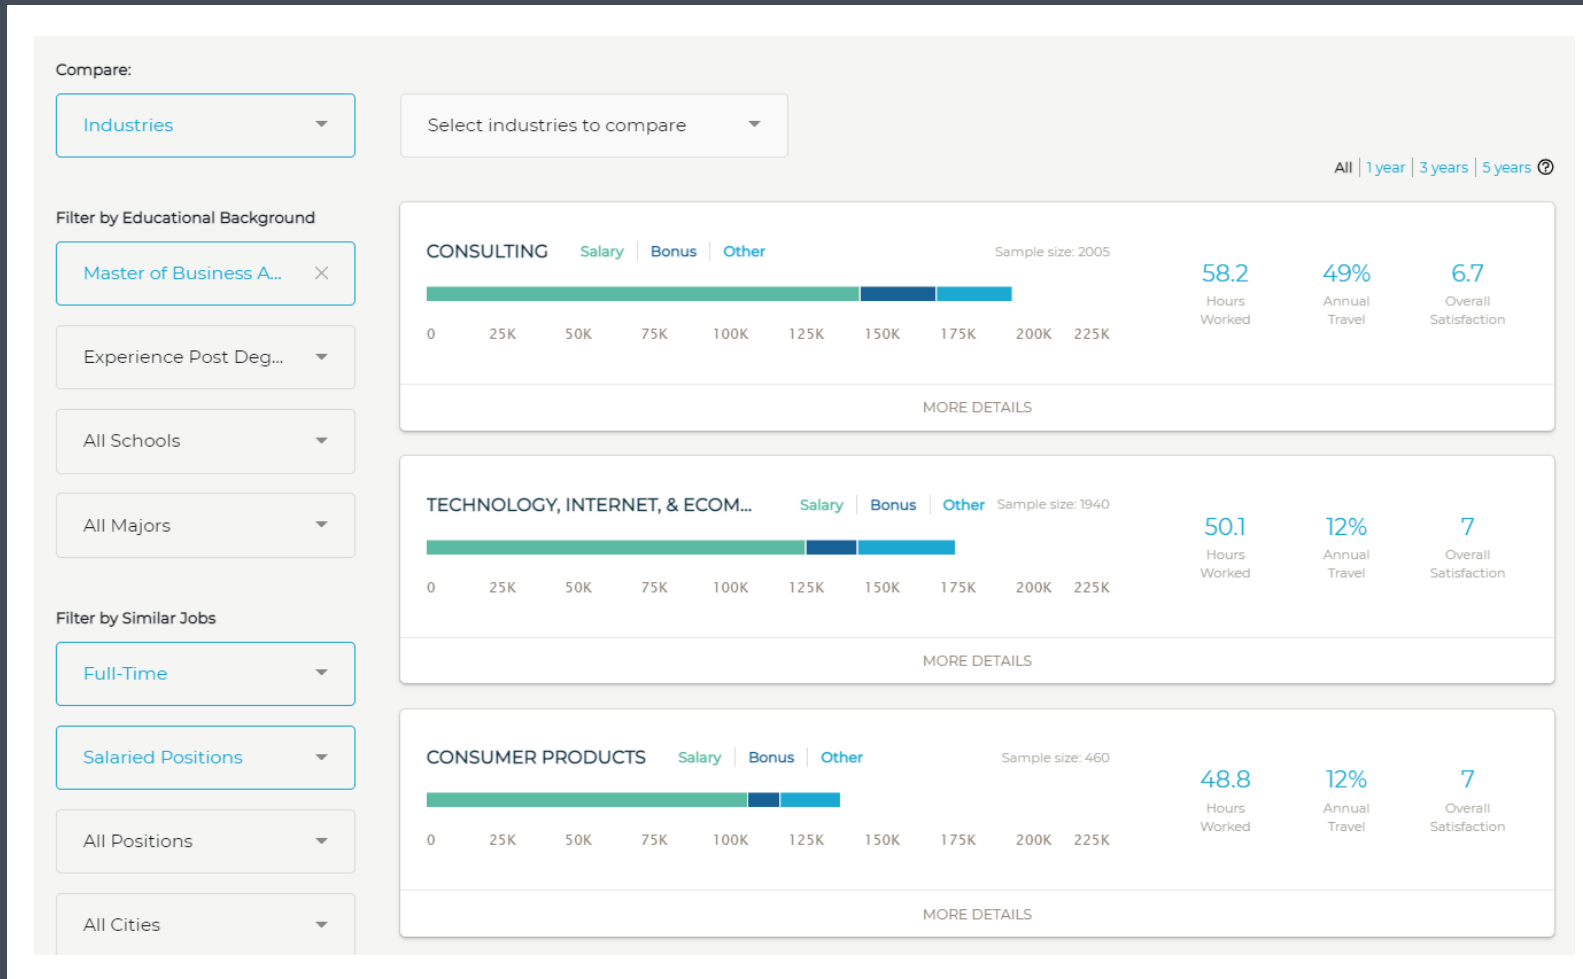 Compare:
Industries
Select industries to compare
All | 1 year | 3 years | 5 years ?
Filter by Educational Background
Master of Business A...
Experience Post Deg...
All Schools
All Majors
Filter by Similar Jobs
Full-Time
Salaried Positions
All Positions
All Cities
CONSULTING Salary | Bonus | Other Sample size: 2005
0 25K 50K 75K 100K 125K 150K 175K 200K 225K
58.2 49% 6.7
Hours Annual Overall
Worked Travel Satisfaction
MORE DETAILS
TECHNOLOGY, INTERNET, & ECOM... Salary | Bonus | Other Sample size: 1940
0 25K 50K 75K 100K 125K 150K 175K 200K 225K
50.1 12% 7
Hours Annual Overall
Worked Travel Satisfaction
MORE DETAILS
CONSUMER PRODUCTS Salary | Bonus | Other Sample size: 460
0 25K 50K 75K 100K 125K 150K 175K 200K 225K
48.8 12% 7
Hours Annual Overall
Worked Travel Satisfaction
MORE DETAILS